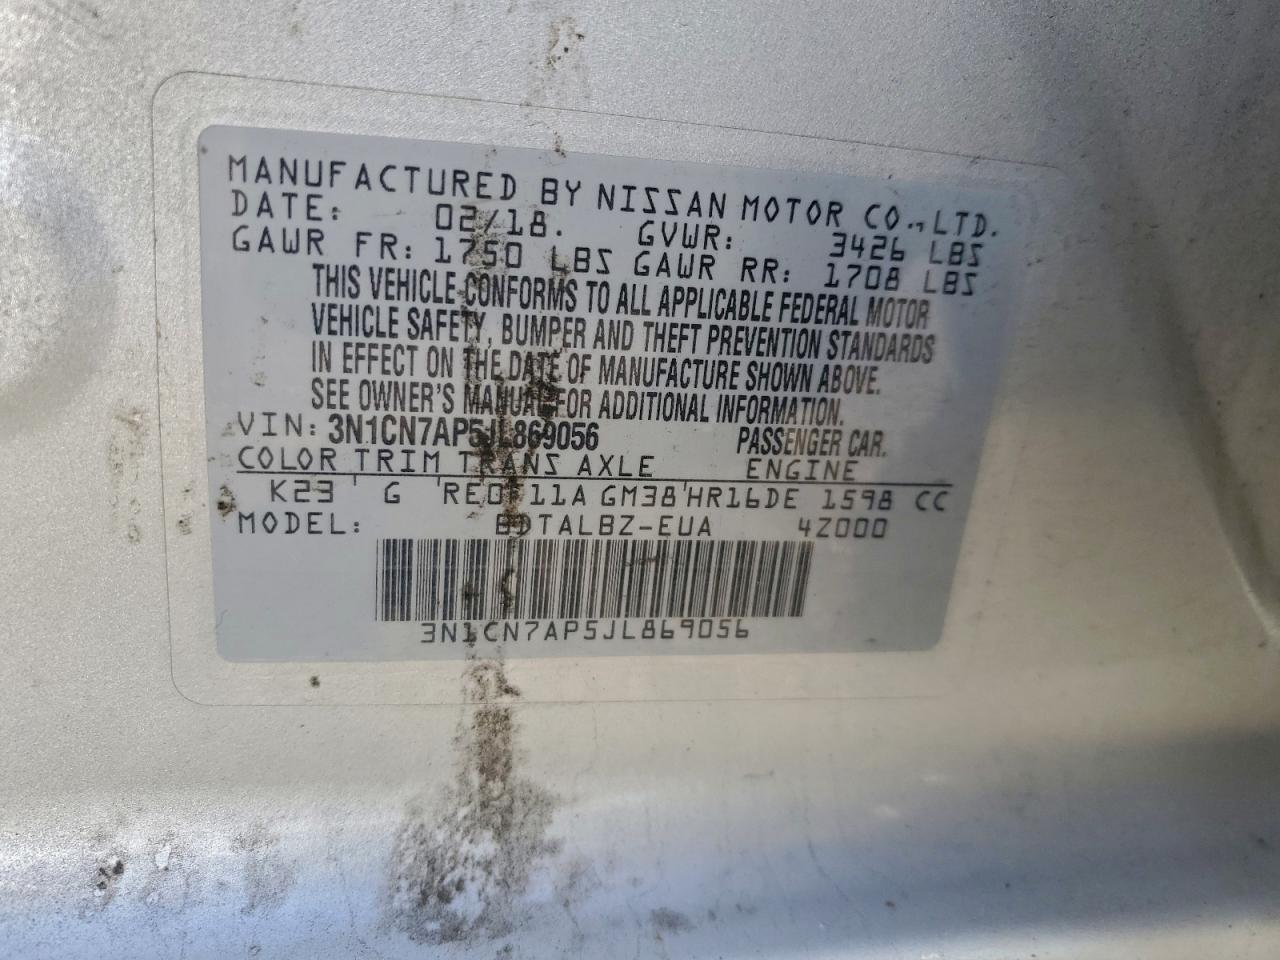 MANUFACTURED BY NISSAN MOTOR CO., LTD.
DATE: 02/18. GVWR: 3426 LBS
GAWR FR: 1750 LBS GAWR RR: 1708 LBS
THIS VEHICLE CONFORMS TO ALL APPLICABLE FEDERAL MOTOR
VEHICLE SAFETY, BUMPER AND THEFT PREVENTION STANDARDS
IN EFFECT ON THE DATE OF MANUFACTURE SHOWN ABOVE.
SEE OWNER'S MANUAL FOR ADDITIONAL INFORMATION.
VIN: 3N1CN7AP5JL869056 PASSENGER CAR.
COLOR TRIM TRANS AXLE ENGINE
K23 G RE0F11A GM38 HR16DE 1598 CC
MODEL: BDTALBZ-EUA 4Z000
3N1CN7AP5JL869056